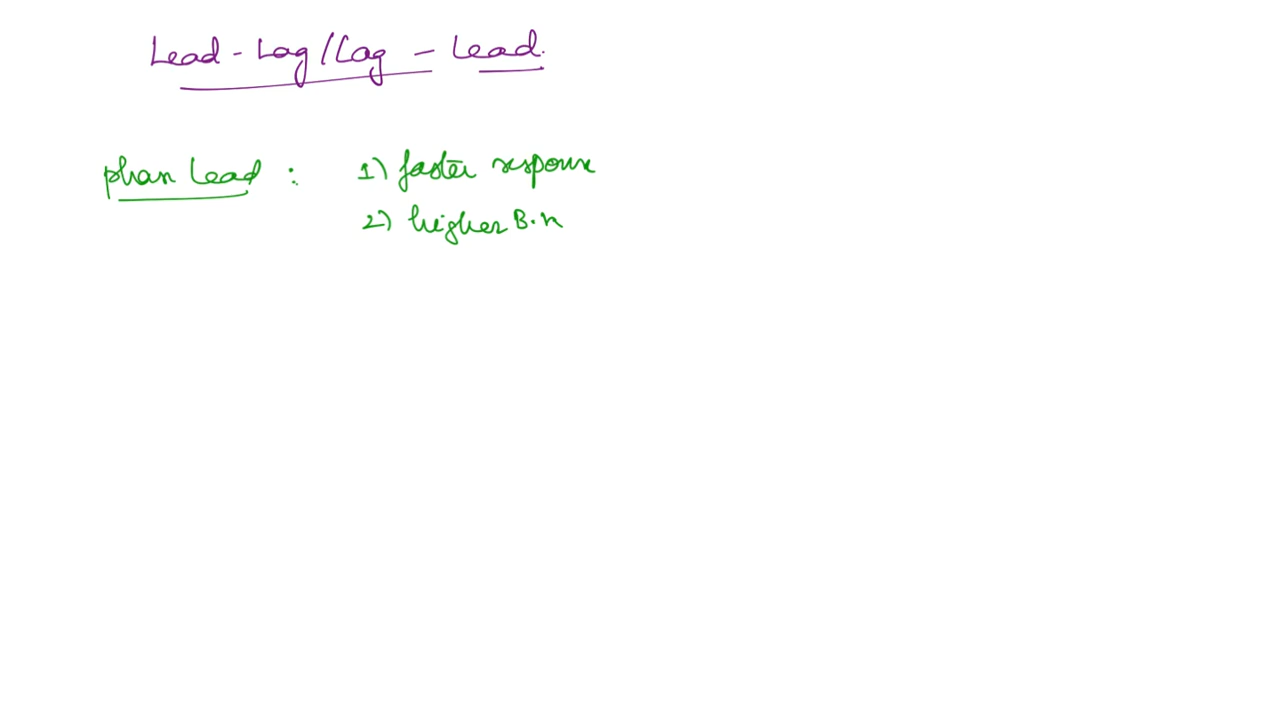 Lead - Lag / Lag - Lead.
phase Lead : 1) faster response
2) higher B.W